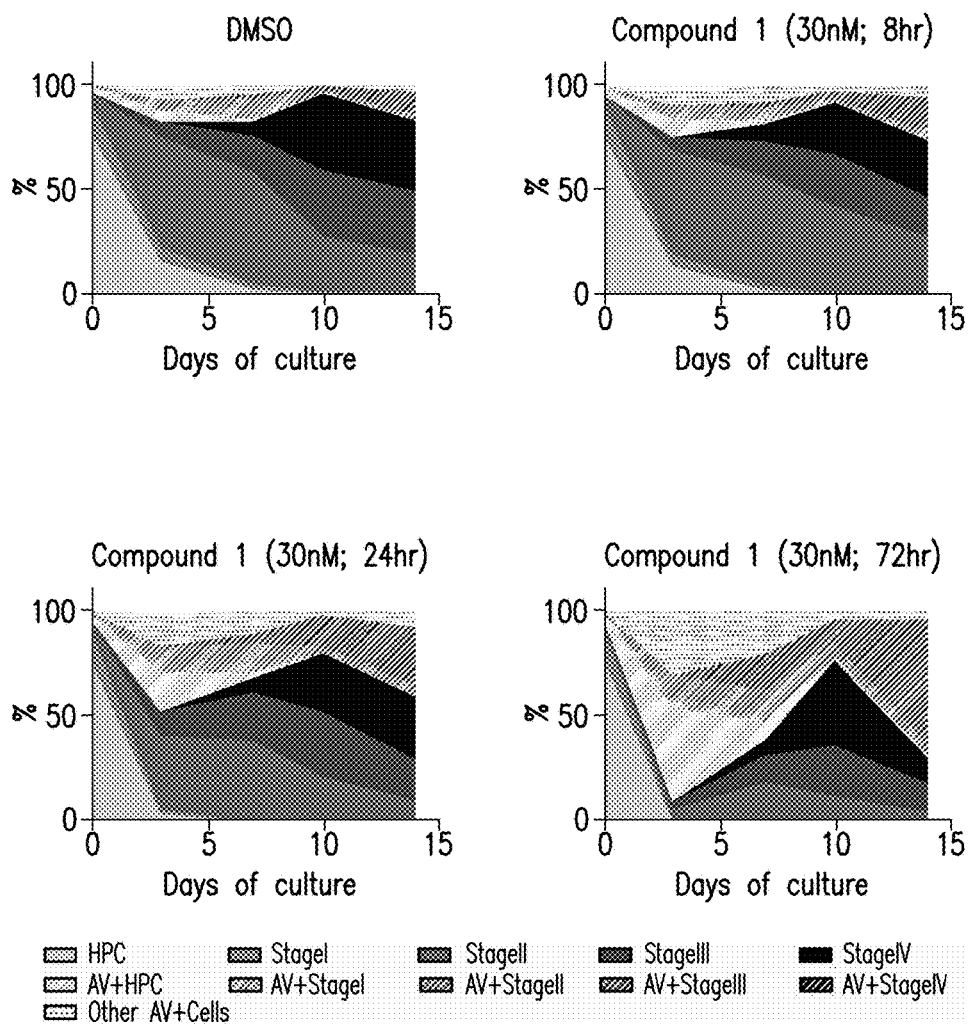 DMSO
Compound 1 (30nM; 8hr)
100
50
0
%
0 5 10 15
Days of culture
100
50
0
%
0 5 10 15
Days of culture
Compound 1 (30nM; 24hr)
Compound 1 (30nM; 72hr)
100
50
0
%
0 5 10 15
Days of culture
100
50
0
%
0 5 10 15
Days of culture
HPC StageI StageII StageIII StageIV
AV+HPC AV+StageI AV+StageII AV+StageIII AV+StageIV
Other AV+Cells